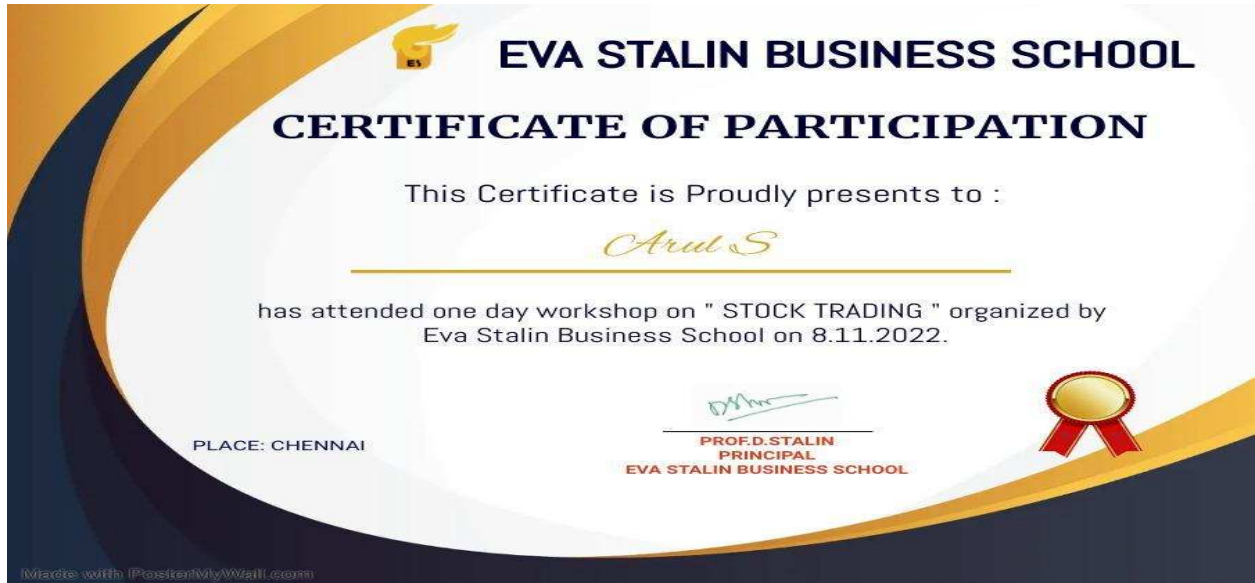 ES
EVA STALIN BUSINESS SCHOOL
CERTIFICATE OF PARTICIPATION
This Certificate is Proudly presents to :
Arul S
has attended one day workshop on " STOCK TRADING " organized by
Eva Stalin Business School on 8.11.2022.
PLACE: CHENNAI
PROF.D.STALIN
PRINCIPAL
EVA STALIN BUSINESS SCHOOL
Made with PosterMyWall.com